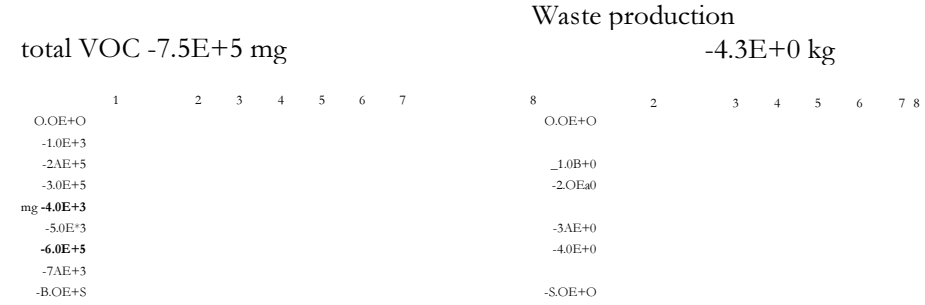 Waste production
total VOC -7.5E+5 mg
-4.3E+0 kg
1 2 3 4 5 6 7 8
2 3 4 5 6 7 8
O.OE+O
-1.0E+3
-2AE+5
-3.0E+5
mg -4.0E+3
-5.0E*3
-6.0E+5
-7AE+3
-B.OE+S
O.OE+O
_1.0B+0
-2.OEa0
-3AE+0
-4.0E+0
-S.OE+O